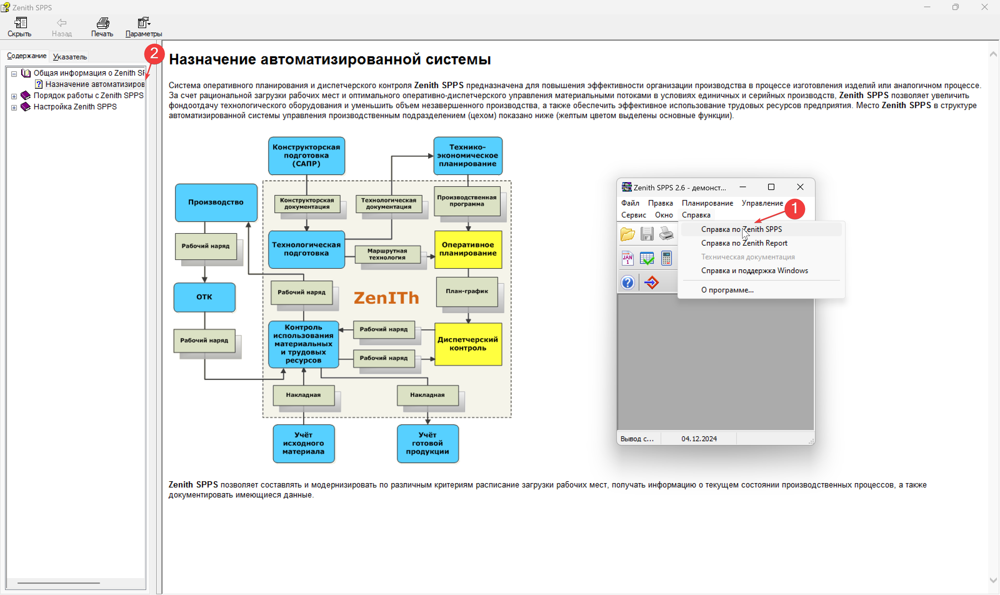 Zenith SPPS
Скрыть
Назад
Печать
Параметры
Содержание
Указатель
2
Общая информация о Zenith SP
Назначение автоматизиров
Порядок работы с Zenith SPPS
Настройка Zenith SPPS
Назначение автоматизированной системы
Система оперативного планирования и диспетчерского контроля Zenith SPPS предназначена для повышения эффективности организации производства в процессе изготовления изделий или аналогичном процессе.
За счет рациональной загрузки рабочих мест и оптимального оперативно-диспетчерского управления материальными потоками в условиях единичных и серийных производств, Zenith SPPS позволяет увеличить
фондоотдачу технологического оборудования и уменьшить объем незавершенного производства, а также обеспечить эффективное использование трудовых ресурсов предприятия. Место Zenith SPPS в структуре
автоматизированной системы управления производственным подразделением (цехом) показано ниже (желтым цветом выделены основные функции).
Конструкторская
подготовка
(САПР)
Технико-
экономическое
планирование
Производство
Конструкторская
документация
Технологическая
документация
Производственная
программа
Рабочий наряд
Технологическая
подготовка
Маршрутная
технология
Оперативное
планирование
ОТК
Рабочий наряд
ZenITh
План-график
Рабочий наряд
Контроль
использования
материальных
и трудовых
ресурсов
Рабочий наряд
Рабочий наряд
Диспетчерский
контроль
Накладная
Накладная
Учёт
исходного
материала
Учёт
готовой
продукции
Zenith SPPS 2.6 - демонст...
Файл Правка Планирование Управление
1
Сервис Окно Справка
Справка по Zenith SPPS
Справка по Zenith Report
Техническая документация
Справка и поддержка Windows
О программе...
JAN
1
Вывод с...
04.12.2024
Zenith SPPS позволяет составлять и модернизировать по различным критериям расписание загрузки рабочих мест, получать информацию о текущем состоянии производственных процессов, а также
документировать имеющиеся данные.